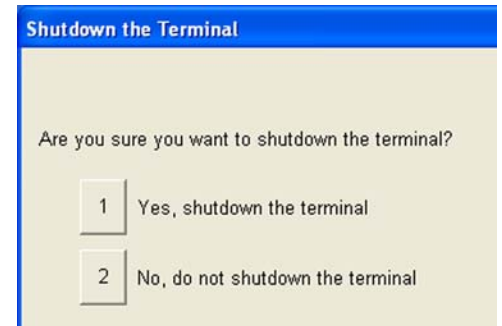 Shutdown the Terminal
Are you sure you want to shutdown the terminal?
1 Yes, shutdown the terminal
2 No, do not shutdown the terminal